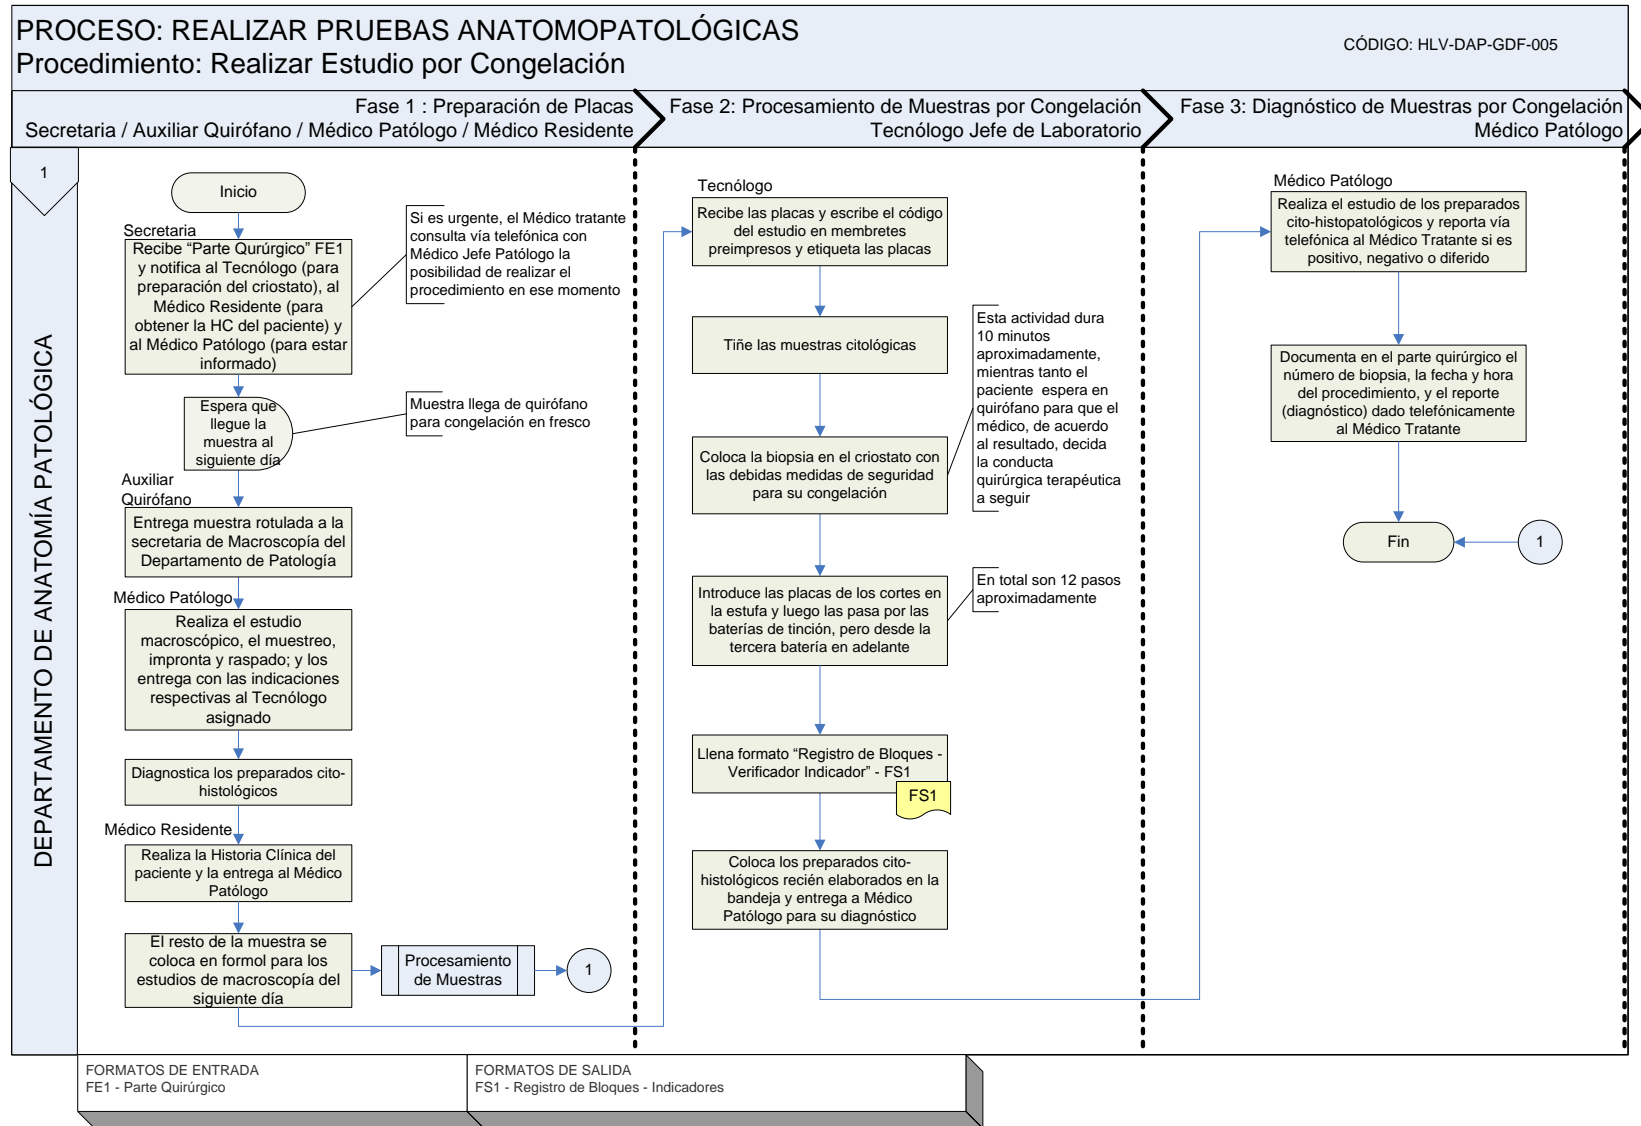 PROCESO: REALIZAR PRUEBAS ANATOMOPATOLÓGICAS
Procedimiento: Realizar Estudio por Congelación
CÓDIGO: HLV-DAP-GDF-005
Fase 1 : Preparación de Placas
Secretaria / Auxiliar Quirófano / Médico Patólogo / Médico Residente
Fase 2: Procesamiento de Muestras por Congelación
Tecnólogo Jefe de Laboratorio
Fase 3: Diagnóstico de Muestras por Congelación
Médico Patólogo
1
DEPARTAMENTO DE ANATOMÍA PATOLÓGICA
Inicio
Secretaria
Recibe “Parte Qurúrgico” FE1
y notifica al Tecnólogo (para
preparación del criostato), al
Médico Residente (para
obtener la HC del paciente) y
al Médico Patólogo (para estar
informado)
Si es urgente, el Médico tratante
consulta vía telefónica con
Médico Jefe Patólogo la
posibilidad de realizar el
procedimiento en ese momento
Espera que
llegue la
muestra al
siguiente día
Muestra llega de quirófano
para congelación en fresco
Auxiliar
Quirófano
Entrega muestra rotulada a la
secretaria de Macroscopía del
Departamento de Patología
Médico Patólogo
Realiza el estudio
macroscópico, el muestreo,
impronta y raspado; y los
entrega con las indicaciones
respectivas al Tecnólogo
asignado
Diagnostica los preparados cito-
histológicos
Médico Residente
Realiza la Historia Clínica del
paciente y la entrega al Médico
Patólogo
El resto de la muestra se
coloca en formol para los
estudios de macroscopía del
siguiente día
Procesamiento
de Muestras
1
Tecnólogo
Recibe las placas y escribe el código
del estudio en membretes
preimpresos y etiqueta las placas
Tiñe las muestras citológicas
Coloca la biopsia en el criostato con
las debidas medidas de seguridad
para su congelación
Esta actividad dura
10 minutos
aproximadamente,
mientras tanto el
paciente  espera en
quirófano para que el
médico, de acuerdo
al resultado, decida
la conducta
quirúrgica terapéutica
a seguir
Introduce las placas de los cortes en
la estufa y luego las pasa por las
baterías de tinción, pero desde la
tercera batería en adelante
En total son 12 pasos
aproximadamente
Llena formato “Registro de Bloques -
Verificador Indicador” - FS1
FS1
Coloca los preparados cito-
histológicos recién elaborados en la
bandeja y entrega a Médico
Patólogo para su diagnóstico
Médico Patólogo
Realiza el estudio de los preparados
cito-histopatológicos y reporta vía
telefónica al Médico Tratante si es
positivo, negativo o diferido
Documenta en el parte quirúrgico el
número de biopsia, la fecha y hora
del procedimiento, y el reporte
(diagnóstico) dado telefónicamente
al Médico Tratante
Fin
1
FORMATOS DE ENTRADA
FE1 - Parte Quirúrgico
FORMATOS DE SALIDA
FS1 - Registro de Bloques - Indicadores